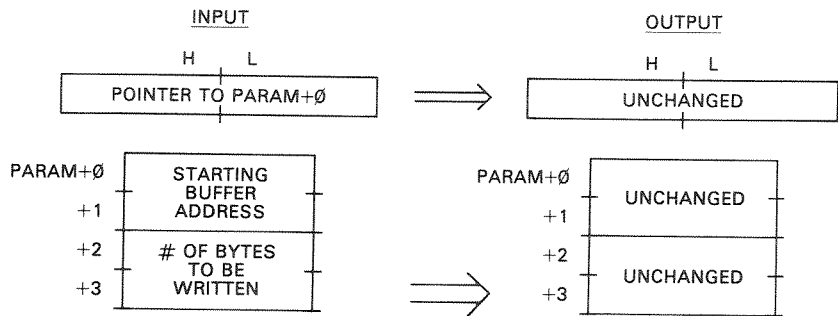 INPUT
OUTPUT
H L
H L
POINTER TO PARAM+Ø
UNCHANGED
PARAM+Ø
+1
+2
+3
STARTING
BUFFER
ADDRESS
# OF BYTES
TO BE
WRITTEN
PARAM+Ø
+1
+2
+3
UNCHANGED
UNCHANGED